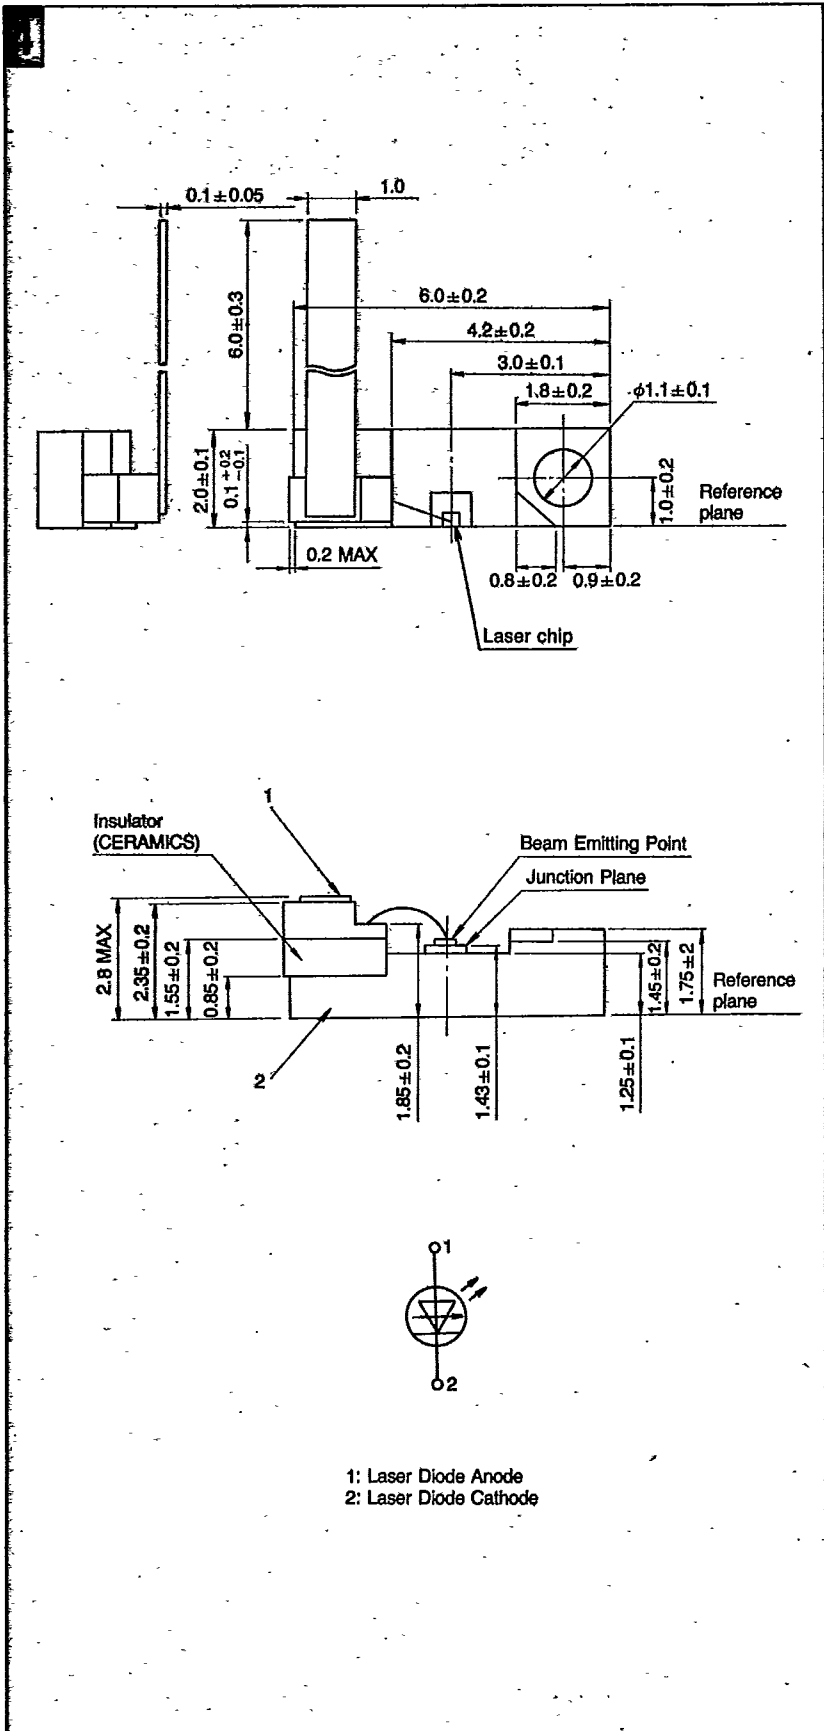 0.1±0.05
1.0
6.0±0.3
6.0±0.2
4.2±0.2
3.0±0.1
1.8±0.2
ϕ1.1±0.1
2.0±0.1
0.1 +0.2 −0.1
1.0±0.2
Reference
plane
0.2 MAX
0.8±0.2
0.9±0.2
Laser chip
1
Insulator
(CERAMICS)
Beam Emitting Point
Junction Plane
2.8 MAX
2.35±0.2
1.55±0.2
0.85±0.2
1.45±0.2
1.75±2
Reference
plane
2
1.85±0.2
1.43±0.1
1.25±0.1
1
2
1: Laser Diode Anode
2: Laser Diode Cathode